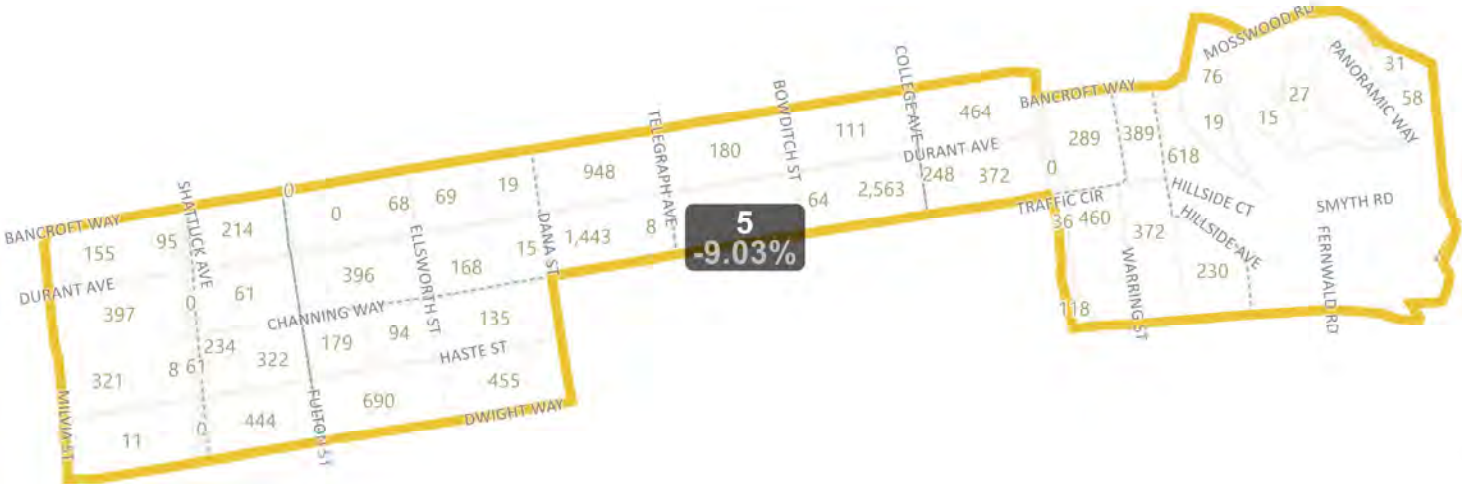 MOSSWOOD RD
PANORAMIC WAY
31
76
27
58
COLLEGE AVE
BOWDITCH ST
BANCROFT WAY
464
19
15
TELEGRAPH AVE
111
289
389
180
DURANT AVE
618
948
248
372
0
SHATTUCK AVE
0
68
69
19
64
2,563
TRAFFIC CIR
HILLSIDE CT
SMYTH RD
BANCROFT WAY
155
95
214
0
ELLSWORTH ST
15
DANA ST
1,443
8
5
-9.03%
36
460
372
HILLSIDE AVE
FERNWALD RD
DURANT AVE
396
168
230
WARRING ST
397
0
61
CHANNING WAY
118
234
322
179
94
135
HASTE ST
321
8
61
455
MILVIA ST
FULTON ST
690
DWIGHT WAY
11
0
444